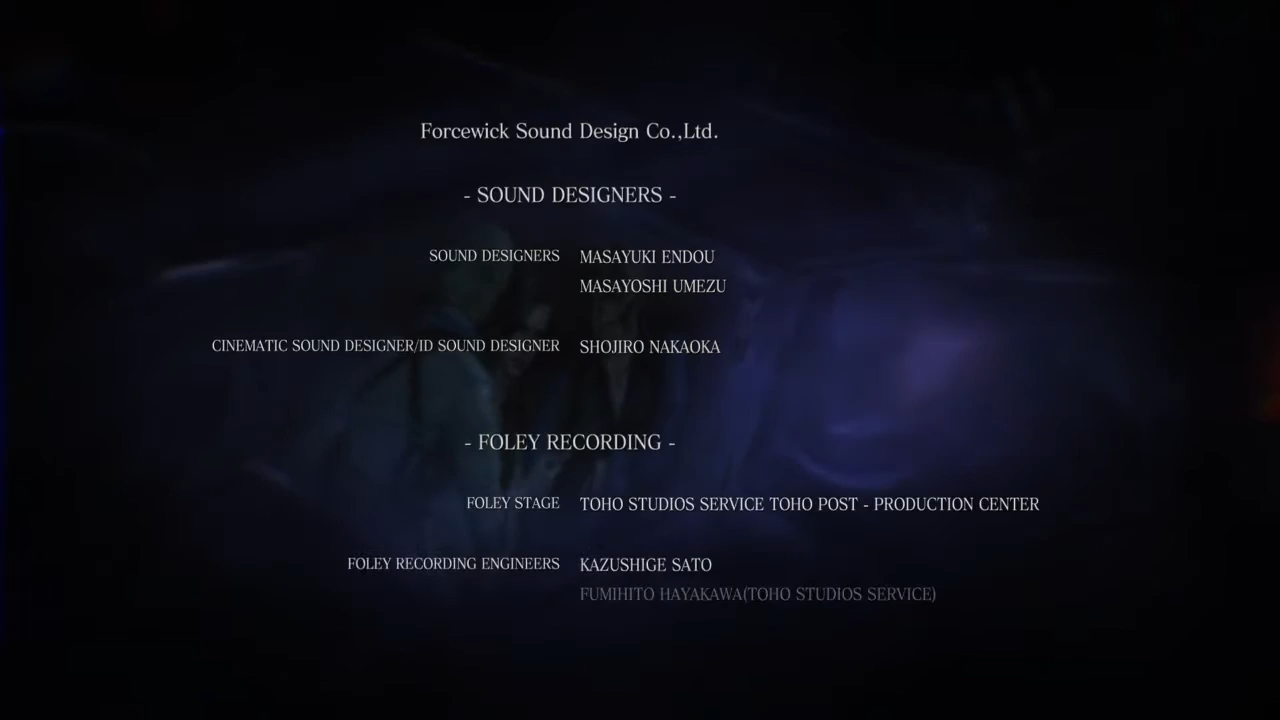 Forcewick Sound Design Co.,Ltd.
- SOUND DESIGNERS -
SOUND DESIGNERS MASAYUKI ENDOU
MASAYOSHI UMEZU
CINEMATIC SOUND DESIGNER/ID SOUND DESIGNER SHOJIRO NAKAOKA
- FOLEY RECORDING -
FOLEY STAGE TOHO STUDIOS SERVICE TOHO POST - PRODUCTION CENTER
FOLEY RECORDING ENGINEERS KAZUSHIGE SATO
FUMIHITO HAYAKAWA(TOHO STUDIOS SERVICE)